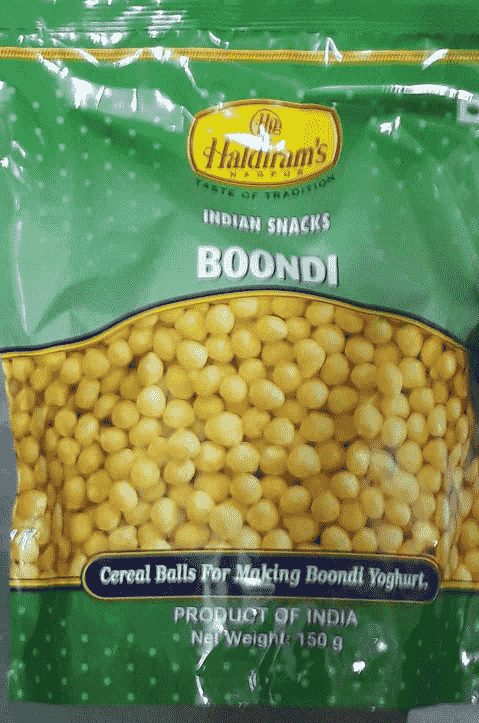 Hg
Haldiram's
NAGPUR
TASTE OF TRADITION
INDIAN SNACKS
BOONDI
Cereal Balls For Making Boondi Yoghurt,
PRODUCT OF INDIA
Net Weight: 150 g